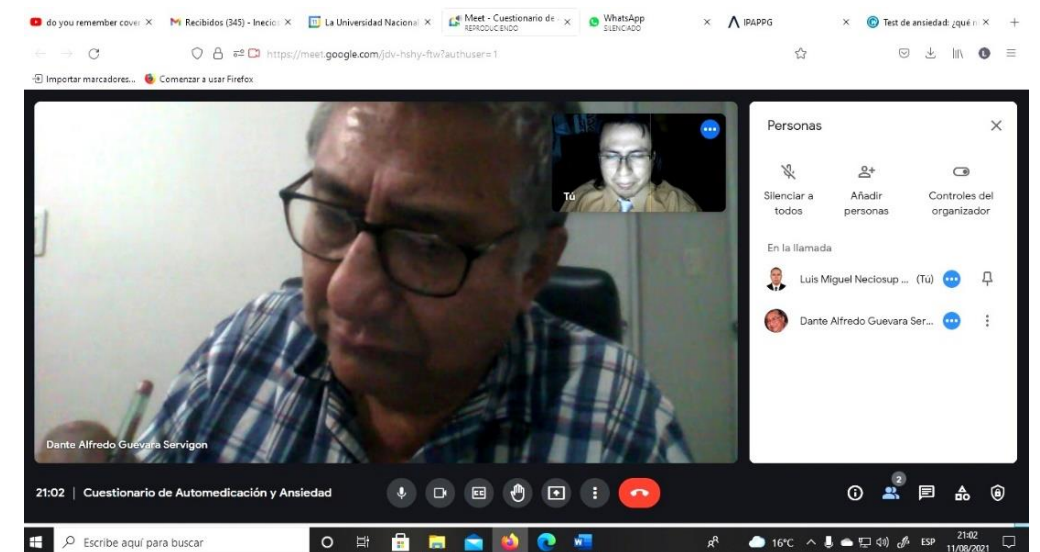 do you remember cover
Recibidos (345) - Inecio
La Universidad Nacional
Meet - Cuestionario de
REPRODUCIENDO
WhatsApp
SILENCIADO
IPAPPG
Test de ansiedad: ¿qué n
https://meet.google.com/jdv-hshy-ftw?authuser=1
Importar marcadores... Comenzar a usar Firefox
Tú
Dante Alfredo Guevara Servigon
Personas
Silenciar a
todos
Añadir
personas
Controles del
organizador
En la llamada
Luis Miguel Neciosup ... (Tú)
Dante Alfredo Guevara Ser...
21:02 | Cuestionario de Automedicación y Ansiedad
2
Escribe aquí para buscar
16°C
ESP
21:02
11/08/2021